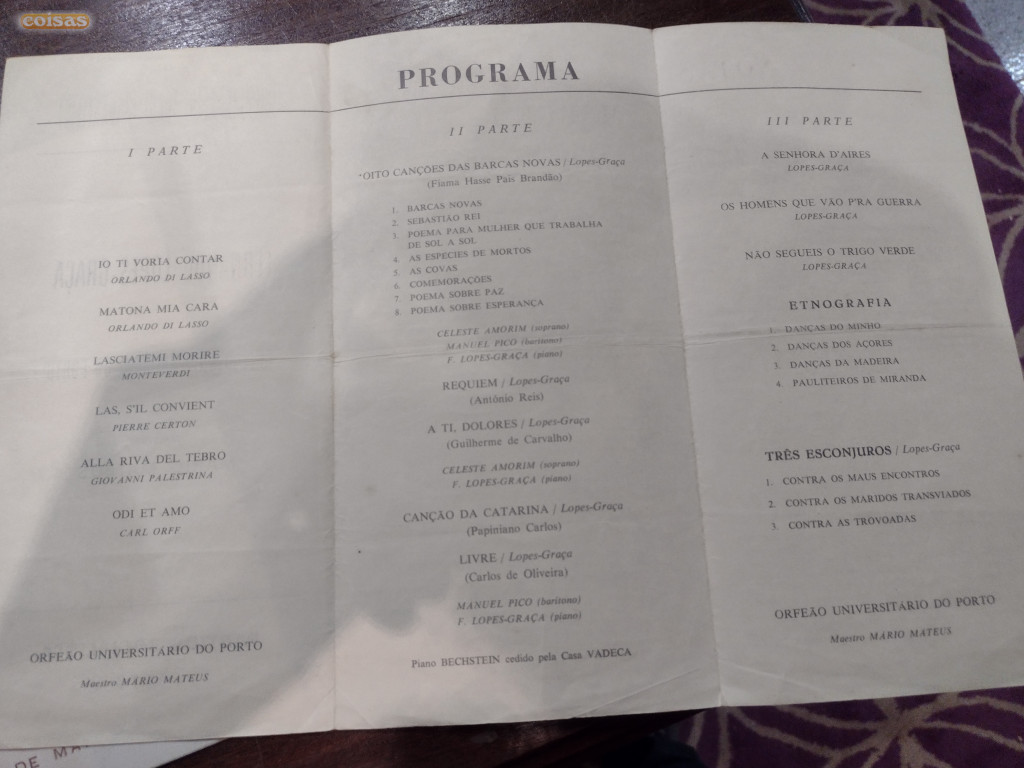 coisas
PROGRAMA
I PARTE
IO TI VORIA CONTAR
ORLANDO DI LASSO
MATONA MIA CARA
ORLANDO DI LASSO
LASCIATEMI MORIRE
MONTEVERDI
LAS, S'IL CONVIENT
PIERRE CERTON
ALLA RIVA DEL TEBRO
GIOVANNI PALESTRINA
ODI ET AMO
CARL ORFF
ORFEÃO UNIVERSITÁRIO DO PORTO
Maestro MÁRIO MATEUS
II PARTE
OITO CANÇÕES DAS BARCAS NOVAS / Lopes-Graça
(Fiama Hasse Pais Brandão)
1. BARCAS NOVAS
2. SEBASTIÃO REI
3. POEMA PARA MULHER QUE TRABALHA
DE SOL A SOL
4. AS ESPÉCIES DE MORTOS
5. AS COVAS
6. COMEMORAÇÕES
7. POEMA SOBRE PAZ
8. POEMA SOBRE ESPERANÇA
CELESTE AMORIM (soprano)
MANUEL PICO (barítono)
F. LOPES-GRAÇA (piano)
REQUIEM / Lopes-Graça
(António Reis)
A TI, DOLORES / Lopes-Graça
(Guilherme de Carvalho)
CELESTE AMORIM (soprano)
F. LOPES-GRAÇA (piano)
CANÇÃO DA CATARINA / Lopes-Graça
(Papiniano Carlos)
LIVRE / Lopes-Graça
(Carlos de Oliveira)
MANUEL PICO (barítono)
F. LOPES-GRAÇA (piano)
Piano BECHSTEIN cedido pela Casa VADECA
III PARTE
A SENHORA D'AIRES
LOPES-GRAÇA
OS HOMENS QUE VÃO P'RA GUERRA
LOPES-GRAÇA
NÃO SEGUEIS O TRIGO VERDE
LOPES-GRAÇA
ETNOGRAFIA
1. DANÇAS DO MINHO
2. DANÇAS DOS AÇORES
3. DANÇAS DA MADEIRA
4. PAULITEIROS DE MIRANDA
TRÊS ESCONJUROS / Lopes-Graça
1. CONTRA OS MAUS ENCONTROS
2. CONTRA OS MARIDOS TRANSVIADOS
3. CONTRA AS TROVOADAS
ORFEÃO UNIVERSITÁRIO DO PORTO
Maestro MÁRIO MATEUS